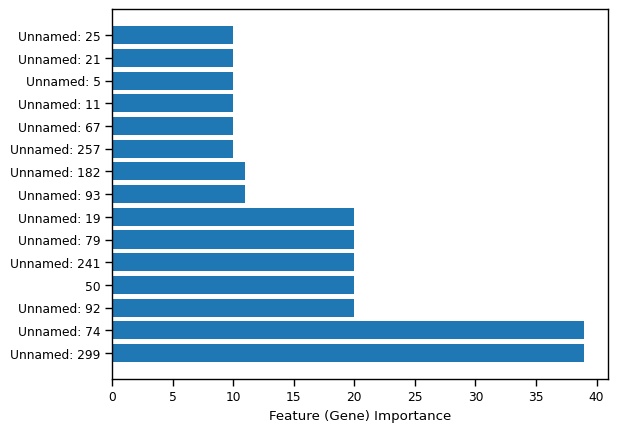 Unnamed: 25
Unnamed: 21
Unnamed: 5
Unnamed: 11
Unnamed: 67
Unnamed: 257
Unnamed: 182
Unnamed: 93
Unnamed: 19
Unnamed: 79
Unnamed: 241
50
Unnamed: 92
Unnamed: 74
Unnamed: 299
0 5 10 15 20 25 30 35 40
Feature (Gene) Importance